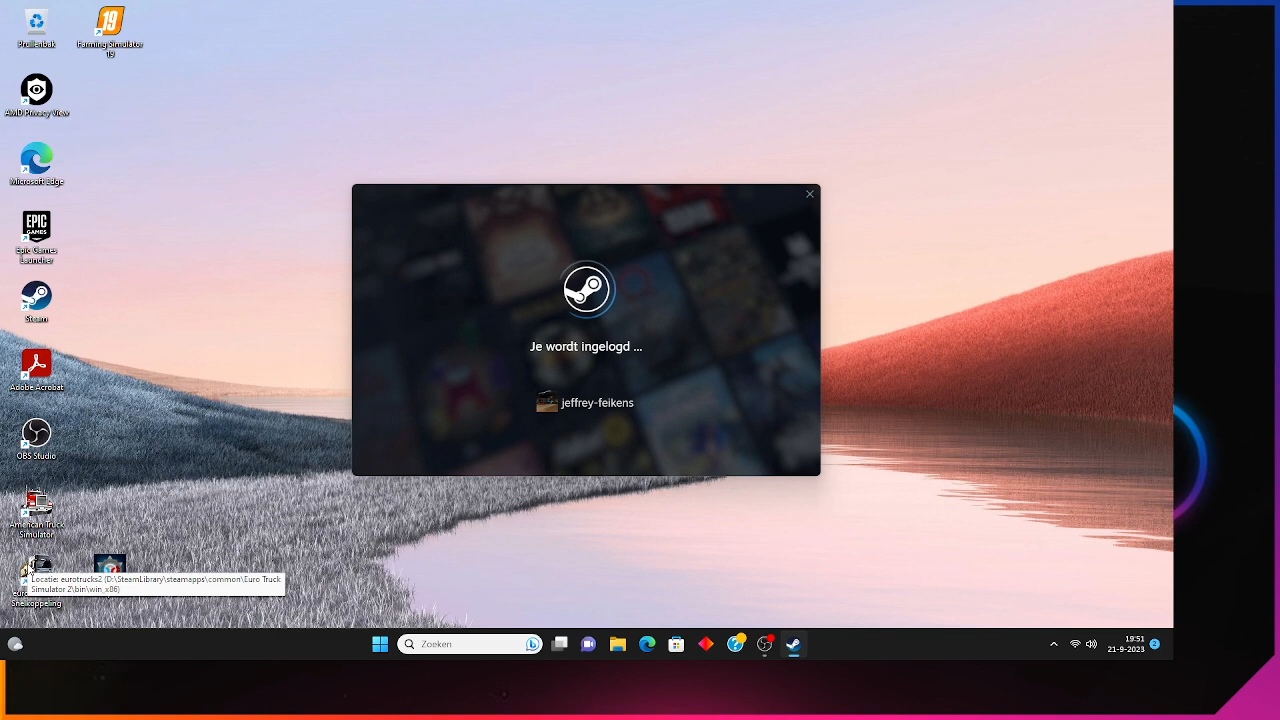 Prullenbak
Farming Simulator
19
AMD Privacy View
Microsoft Edge
EPIC
GAMES
Epic Games
Launcher
Steam
Adobe Acrobat
OBS Studio
American Truck
Simulator
Locatie: eurotrucks2 (D:\SteamLibrary\steamapps\common\Euro Truck
Simulator 2\bin\win_x86)
Snelkoppeling
Je wordt ingelogd ...
jeffrey-feikens
Zoeken
19:51
21-9-2023
2